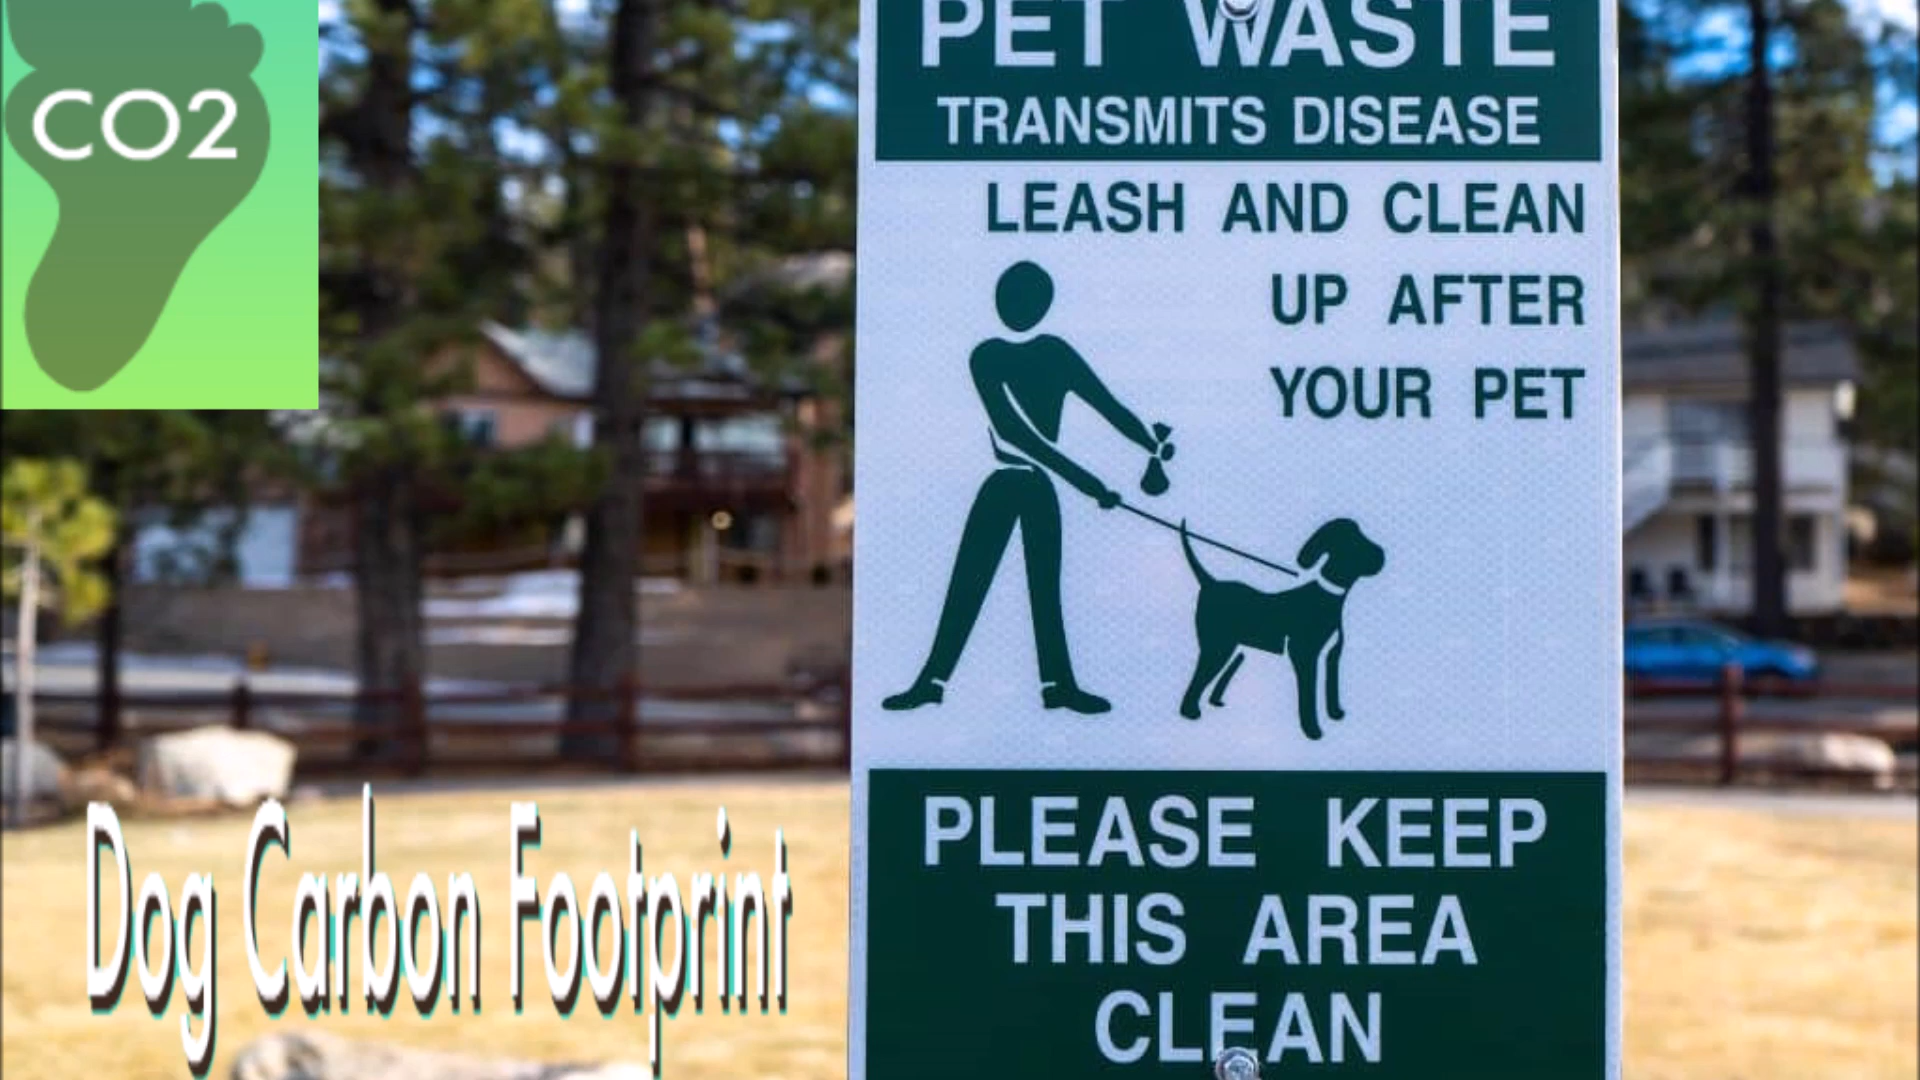 CO2
PET WASTE
TRANSMITS DISEASE
LEASH AND CLEAN
UP AFTER
YOUR PET
PLEASE KEEP
THIS AREA
CLEAN
Dog Carbon Footprint